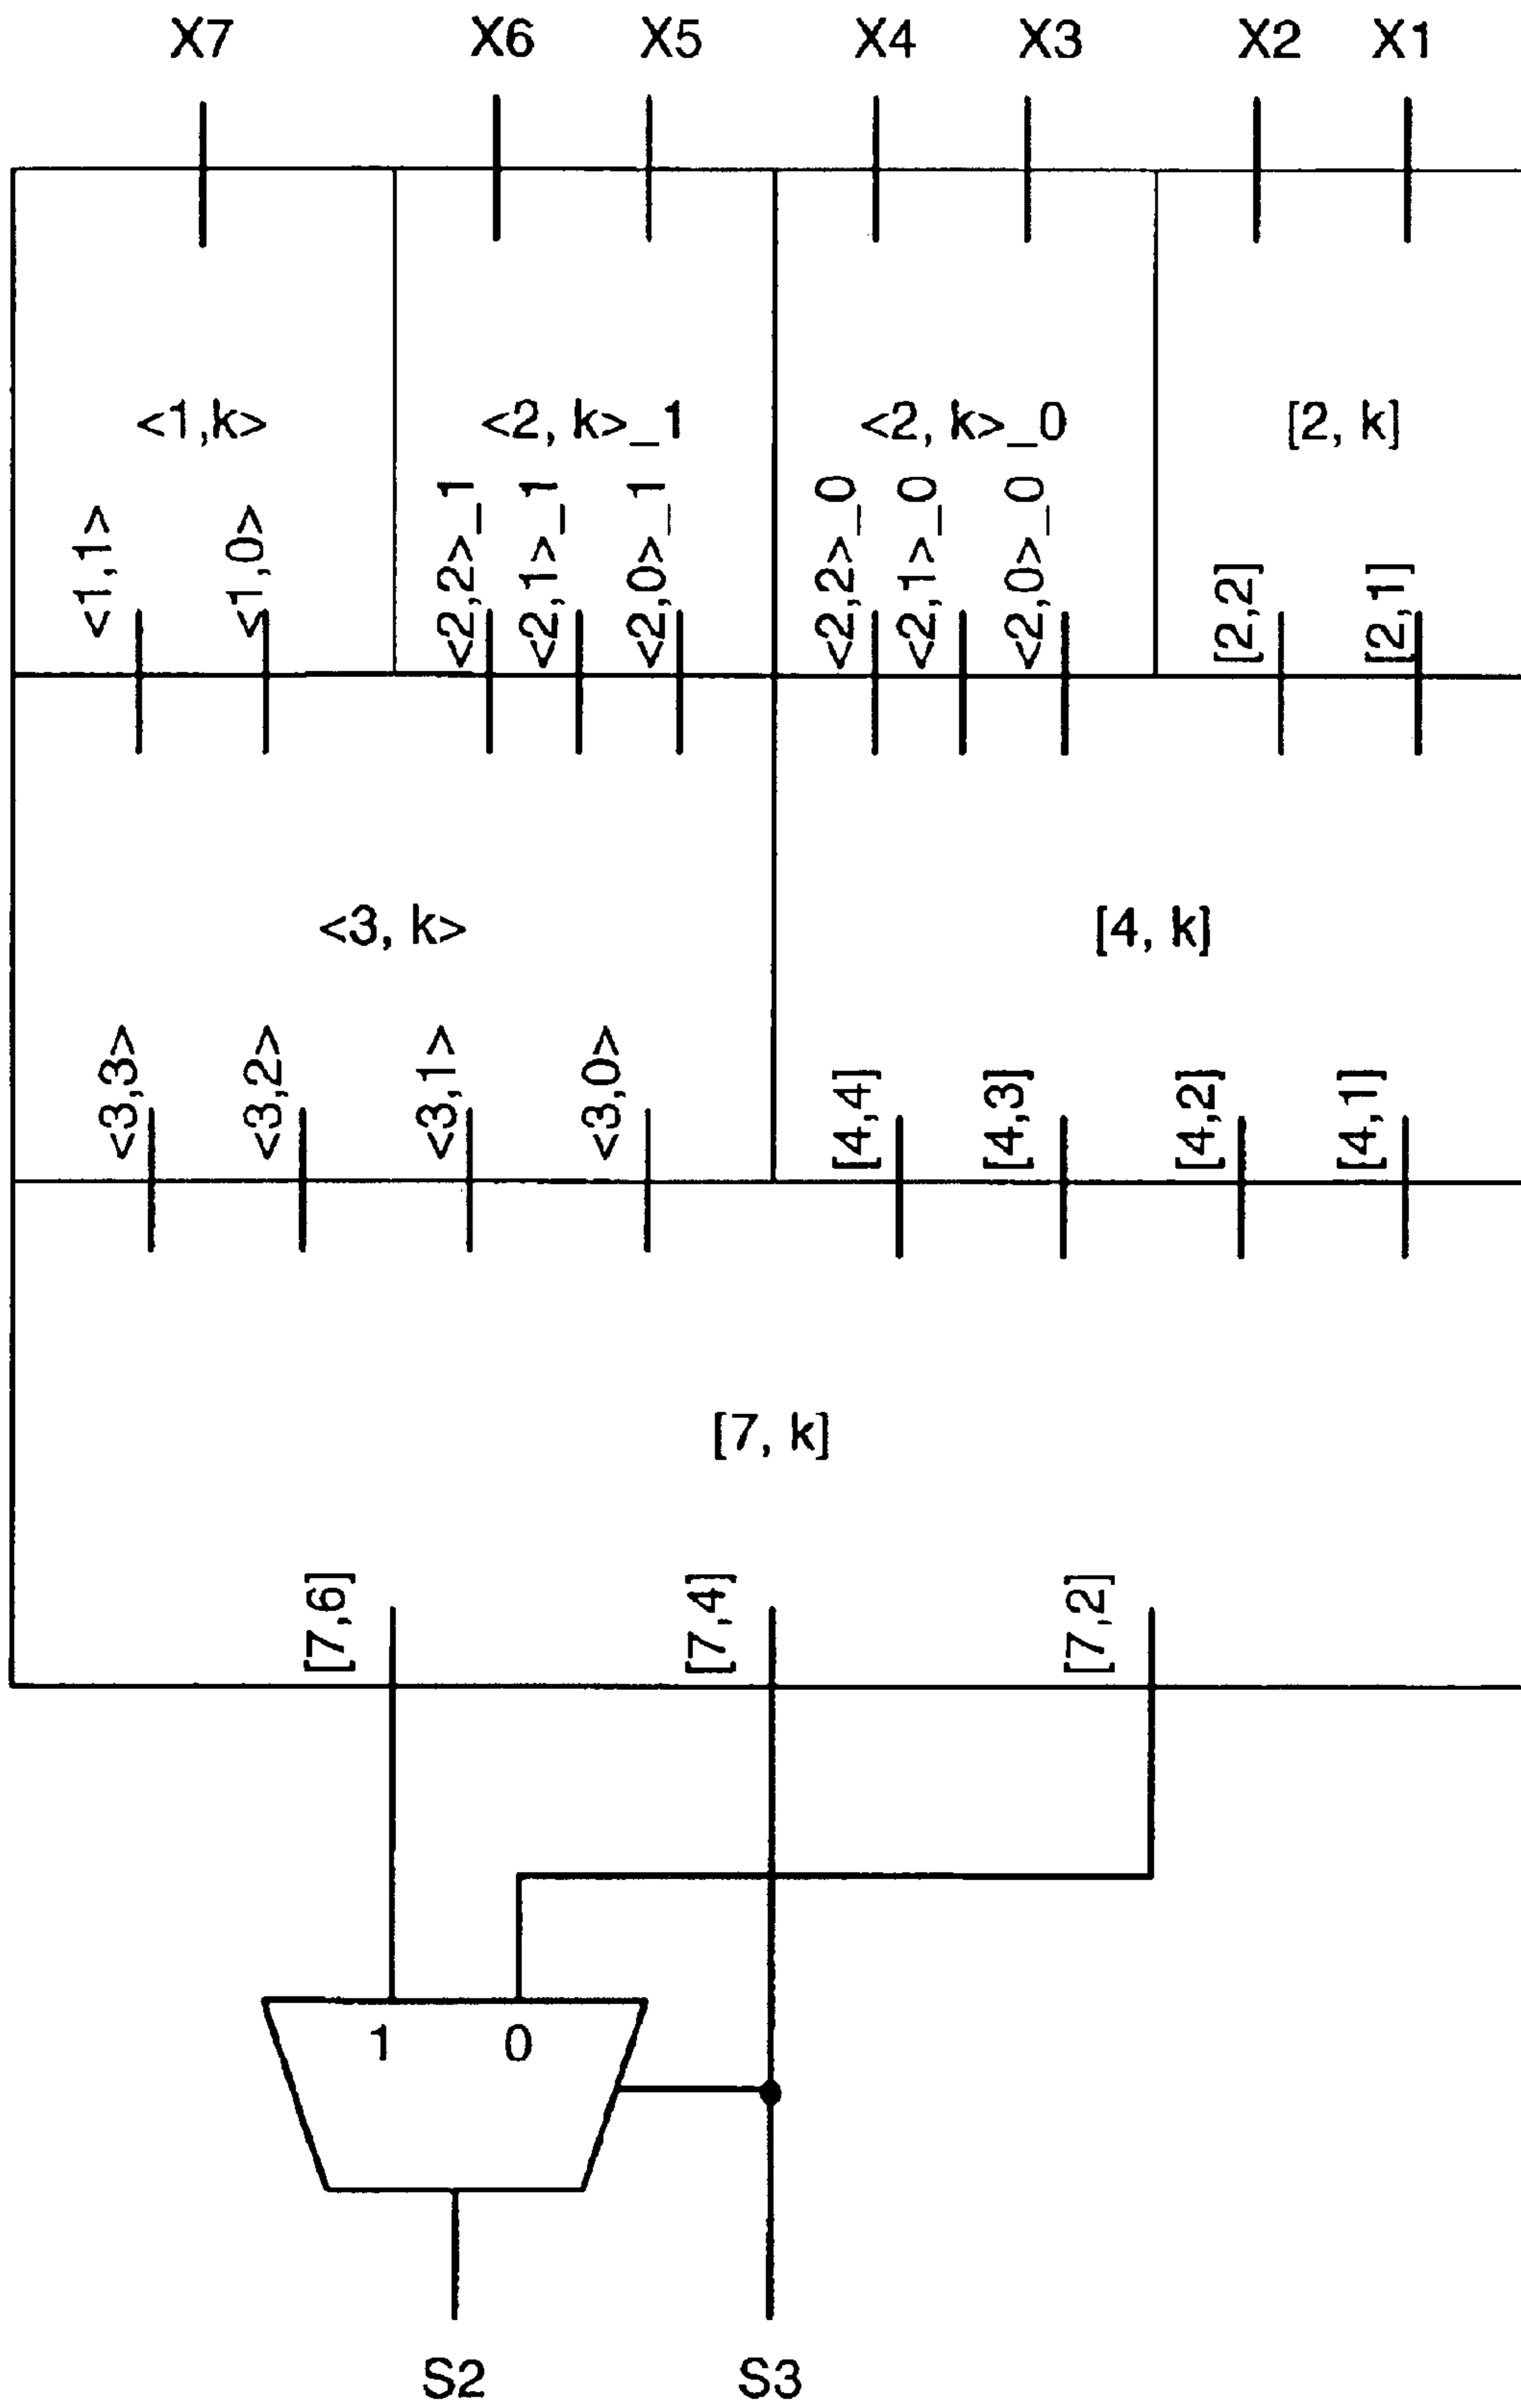 X7 X6 X5 X4 X3 X2 X1
<1,k> <2, k>_1 <2, k>_0 [2, k]
<1,1> <1,0> <2,2>_1 <2,1>_1 <2,0>_1 <2,2>_0 <2,1>_0 <2,0>_0 [2,2] [2,1]
<3, k> [4, k]
<3,3> <3,2> <3,1> <3,0> [4,4] [4,3] [4,2] [4,1]
[7, k]
[7,6] [7,4] [7,2]
1 0
S2 S3